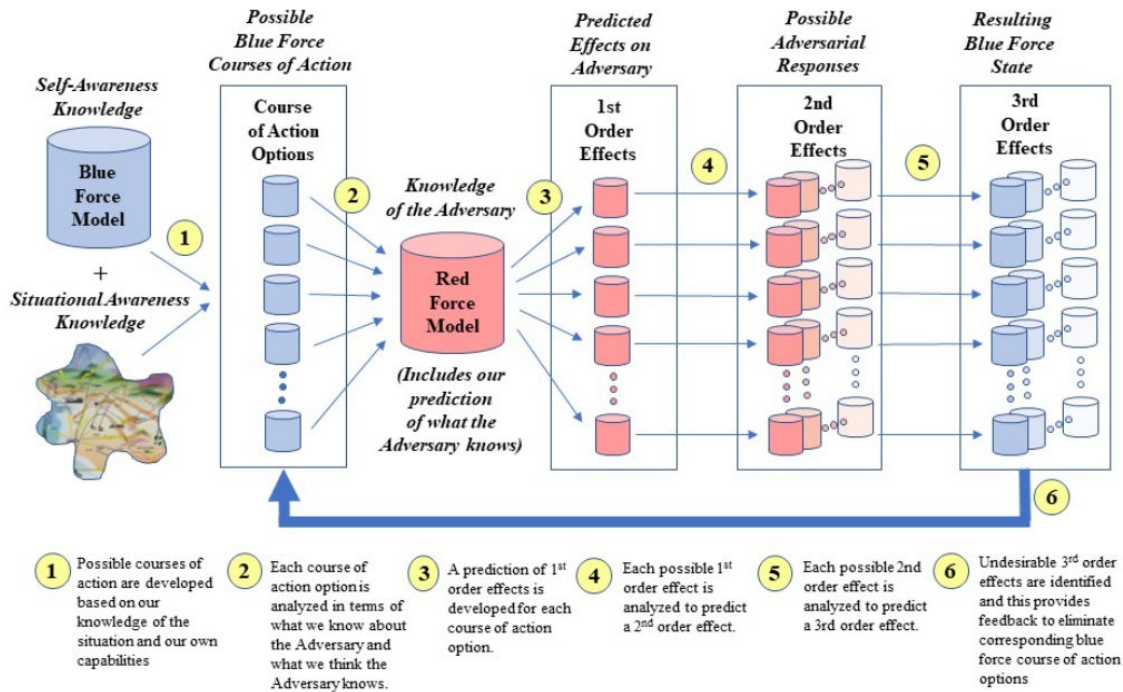 Possible
Blue Force
Courses of Action
Predicted
Effects on
Adversary
Possible
Adversarial
Responses
Resulting
Blue Force
State
Self-Awareness
Knowledge
Blue
Force
Model
1
+
Situational Awareness
Knowledge
Course
of Action
Options
2
Knowledge
of the Adversary
Red
Force
Model
(Includes our
prediction
of what the
Adversary knows)
3
1st
Order
Effects
4
2nd
Order
Effects
5
3rd
Order
Effects
6
1
Possible courses of
action are developed
based on our
knowledge of the
situation and our own
capabilities
2
Each course of
action option is
analyzed in terms of
what we know about
the Adversary and
what we think the
Adversary knows.
3
A prediction of 1st
order effects is
developed for each
course of action
option.
4
Each possible 1st
order effect is
analyzed to predict
a 2nd order effect.
5
Each possible 2nd
order effect is
analyzed to predict
a 3rd order effect.
6
Undesirable 3rd order
effects are identified
and this provides
feedback to eliminate
corresponding blue
force course of action
options